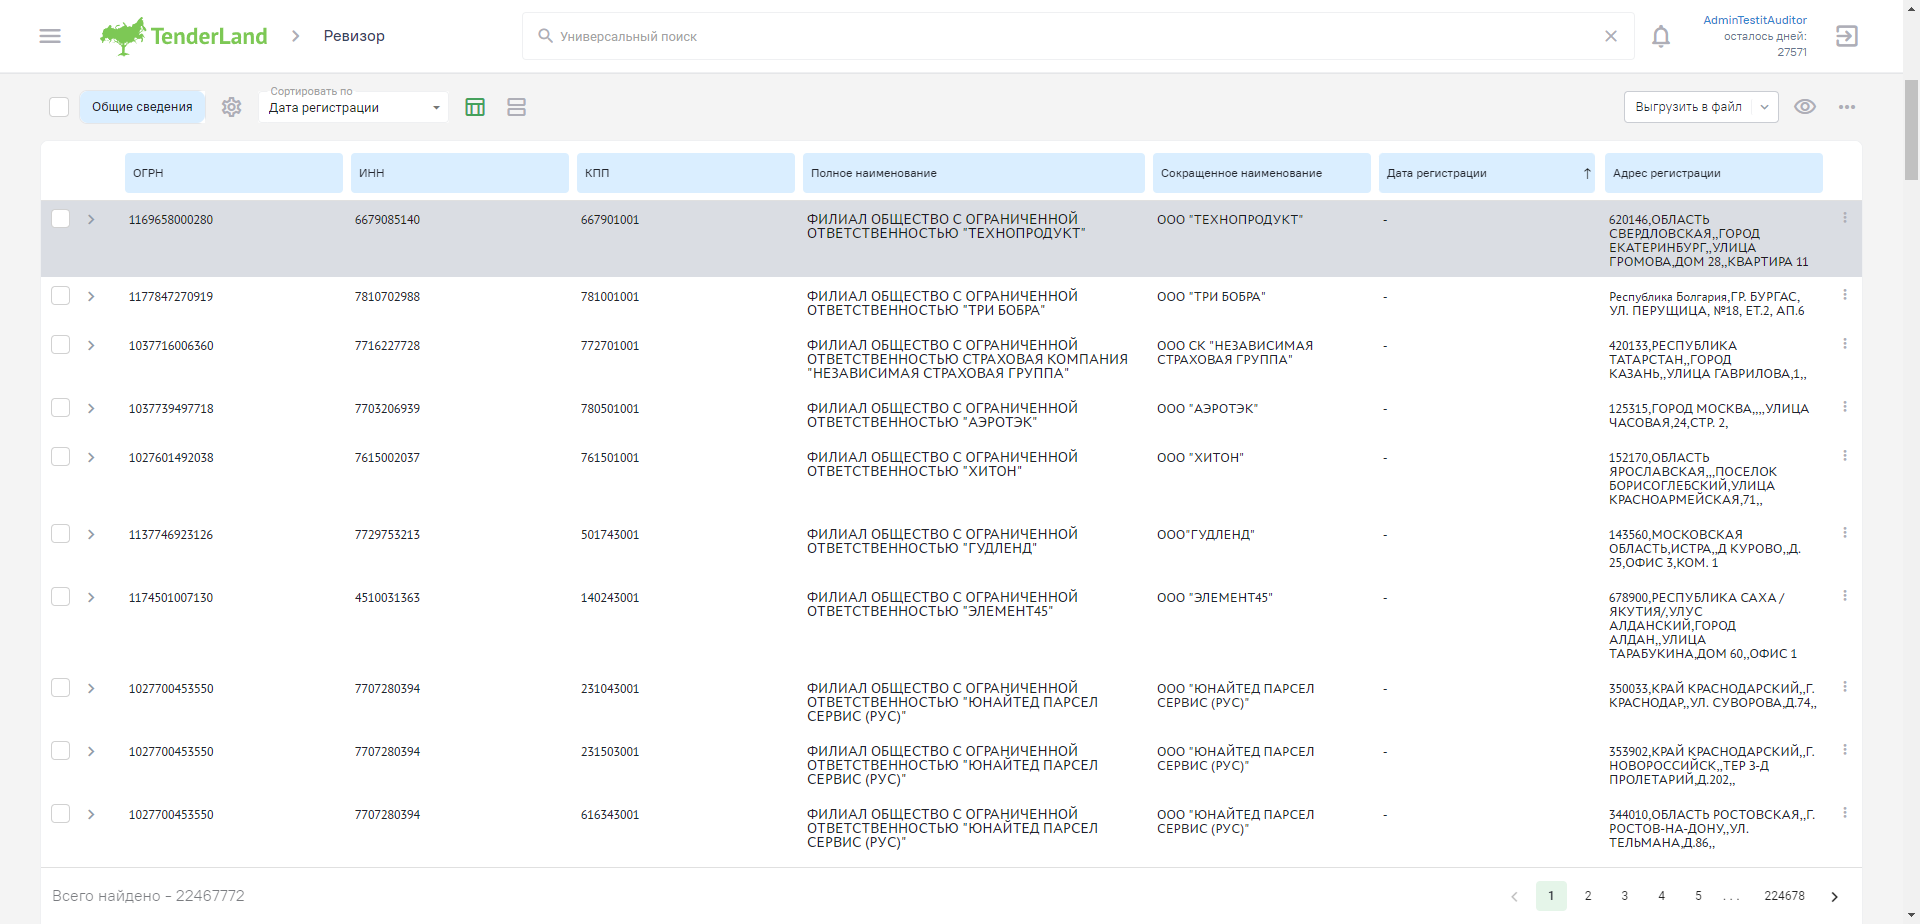 TenderLand
Ревизор
Универсальный поиск
AdminTestitAuditor
осталось дней:
27571
Общие сведения
Сортировать по
Дата регистрации
Выгрузить в файл
ОГРН ИНН КПП Полное наименование Сокращенное наименование Дата регистрации Адрес регистрации
1169658000280 6679085140 667901001 ФИЛИАЛ ОБЩЕСТВО С ОГРАНИЧЕННОЙ ООО "ТЕХНОПРОДУКТ" - 620146,ОБЛАСТЬ
ОТВЕТСТВЕННОСТЬЮ "ТЕХНОПРОДУКТ" СВЕРДЛОВСКАЯ,,ГОРОД
ЕКАТЕРИНБУРГ,,УЛИЦА
ГРОМОВА,ДОМ 28,,КВАРТИРА 11
1177847270919 7810702988 781001001 ФИЛИАЛ ОБЩЕСТВО С ОГРАНИЧЕННОЙ ООО "ТРИ БОБРА" - Республика Болгария,ГР. БУРГАС,
ОТВЕТСТВЕННОСТЬЮ "ТРИ БОБРА" УЛ. ПЕРУЩИЦА, №18, ЕТ.2, АП.6
1037716006360 7716227728 772701001 ФИЛИАЛ ОБЩЕСТВО С ОГРАНИЧЕННОЙ ООО СК "НЕЗАВИСИМАЯ - 420133,РЕСПУБЛИКА
ОТВЕТСТВЕННОСТЬЮ СТРАХОВАЯ КОМПАНИЯ СТРАХОВАЯ ГРУППА" ТАТАРСТАН,,ГОРОД
"НЕЗАВИСИМАЯ СТРАХОВАЯ ГРУППА" КАЗАНЬ,,УЛИЦА ГАВРИЛОВА,1,,
1037739497718 7703206939 780501001 ФИЛИАЛ ОБЩЕСТВО С ОГРАНИЧЕННОЙ ООО "АЭРОТЭК" - 125315,ГОРОД МОСКВА,,,,УЛИЦА
ОТВЕТСТВЕННОСТЬЮ "АЭРОТЭК" ЧАСОВАЯ,24,СТР. 2,
1027601492038 7615002037 761501001 ФИЛИАЛ ОБЩЕСТВО С ОГРАНИЧЕННОЙ ООО "ХИТОН" - 152170,ОБЛАСТЬ
ОТВЕТСТВЕННОСТЬЮ "ХИТОН" ЯРОСЛАВСКАЯ,,,ПОСЕЛОК
БОРИСОГЛЕБСКИЙ,УЛИЦА
КРАСНОАРМЕЙСКАЯ,71,,
1137746923126 7729753213 501743001 ФИЛИАЛ ОБЩЕСТВО С ОГРАНИЧЕННОЙ ООО"ГУДЛЕНД" - 143560,МОСКОВСКАЯ
ОТВЕТСТВЕННОСТЬЮ "ГУДЛЕНД" ОБЛАСТЬ,ИСТРА,,Д КУРОВО,,Д.
25,ОФИС 3,КОМ. 1
1174501007130 4510031363 140243001 ФИЛИАЛ ОБЩЕСТВО С ОГРАНИЧЕННОЙ ООО "ЭЛЕМЕНТ45" - 678900,РЕСПУБЛИКА САХА /
ОТВЕТСТВЕННОСТЬЮ "ЭЛЕМЕНТ45" ЯКУТИЯ/,УЛУС
АЛДАНСКИЙ,ГОРОД
АЛДАН,,УЛИЦА
ТАРАБУКИНА,ДОМ 60,,ОФИС 1
1027700453550 7707280394 231043001 ФИЛИАЛ ОБЩЕСТВО С ОГРАНИЧЕННОЙ ООО "ЮНАЙТЕД ПАРСЕЛ - 350033,КРАЙ КРАСНОДАРСКИЙ,,Г.
ОТВЕТСТВЕННОСТЬЮ "ЮНАЙТЕД ПАРСЕЛ СЕРВИС (РУС)" КРАСНОДАР,,УЛ. СУВОРОВА,Д.74,,
СЕРВИС (РУС)"
1027700453550 7707280394 231503001 ФИЛИАЛ ОБЩЕСТВО С ОГРАНИЧЕННОЙ ООО "ЮНАЙТЕД ПАРСЕЛ - 353902,КРАЙ КРАСНОДАРСКИЙ,,Г.
ОТВЕТСТВЕННОСТЬЮ "ЮНАЙТЕД ПАРСЕЛ СЕРВИС (РУС)" НОВОРОССИЙСК,,ТЕР 3-Д
СЕРВИС (РУС)" ПРОЛЕТАРИЙ,Д.202,,
1027700453550 7707280394 616343001 ФИЛИАЛ ОБЩЕСТВО С ОГРАНИЧЕННОЙ ООО "ЮНАЙТЕД ПАРСЕЛ - 344010,ОБЛАСТЬ РОСТОВСКАЯ,,Г.
ОТВЕТСТВЕННОСТЬЮ "ЮНАЙТЕД ПАРСЕЛ СЕРВИС (РУС)" РОСТОВ-НА-ДОНУ,,УЛ.
СЕРВИС (РУС)" ТЕЛЬМАНА,Д.86,,
Всего найдено - 22467772
1 2 3 4 5 ... 224678